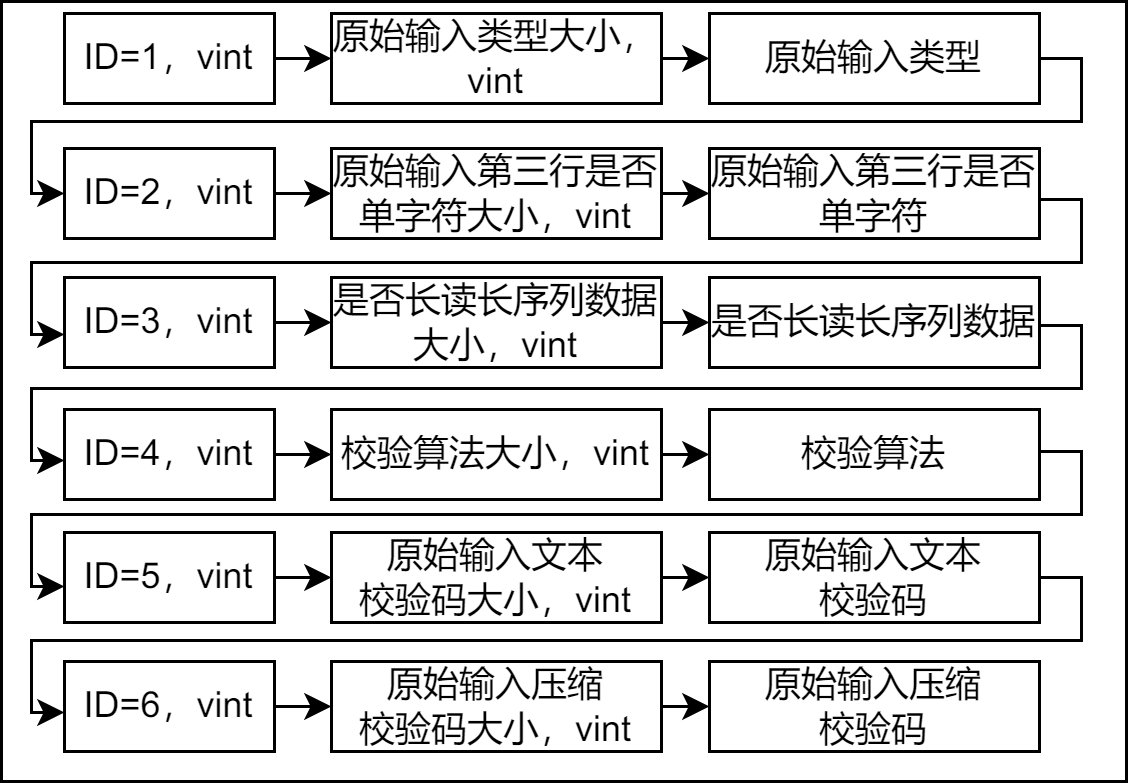 ID=1，vint
原始输入类型大小，
vint
原始输入类型
ID=2，vint
原始输入第三行是否
单字符大小，vint
原始输入第三行是否
单字符
ID=3，vint
是否长读长序列数据
大小，vint
是否长读长序列数据
ID=4，vint
校验算法大小，vint
校验算法
ID=5，vint
原始输入文本
校验码大小，vint
原始输入文本
校验码
ID=6，vint
原始输入压缩
校验码大小，vint
原始输入压缩
校验码